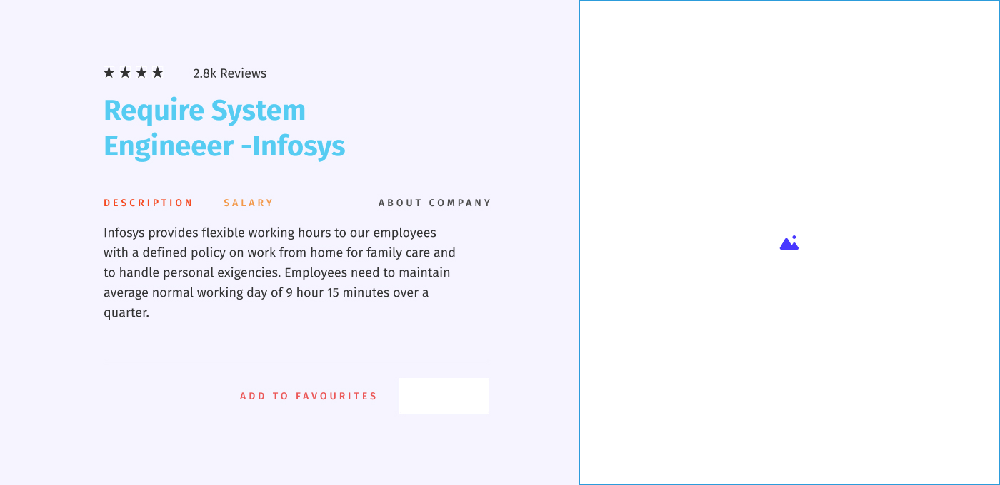 2.8k Reviews
Require System
Engineeer -Infosys
DESCRIPTION SALARY ABOUT COMPANY
Infosys provides flexible working hours to our employees
with a defined policy on work from home for family care and
to handle personal exigencies. Employees need to maintain
average normal working day of 9 hour 15 minutes over a
quarter.
ADD TO FAVOURITES